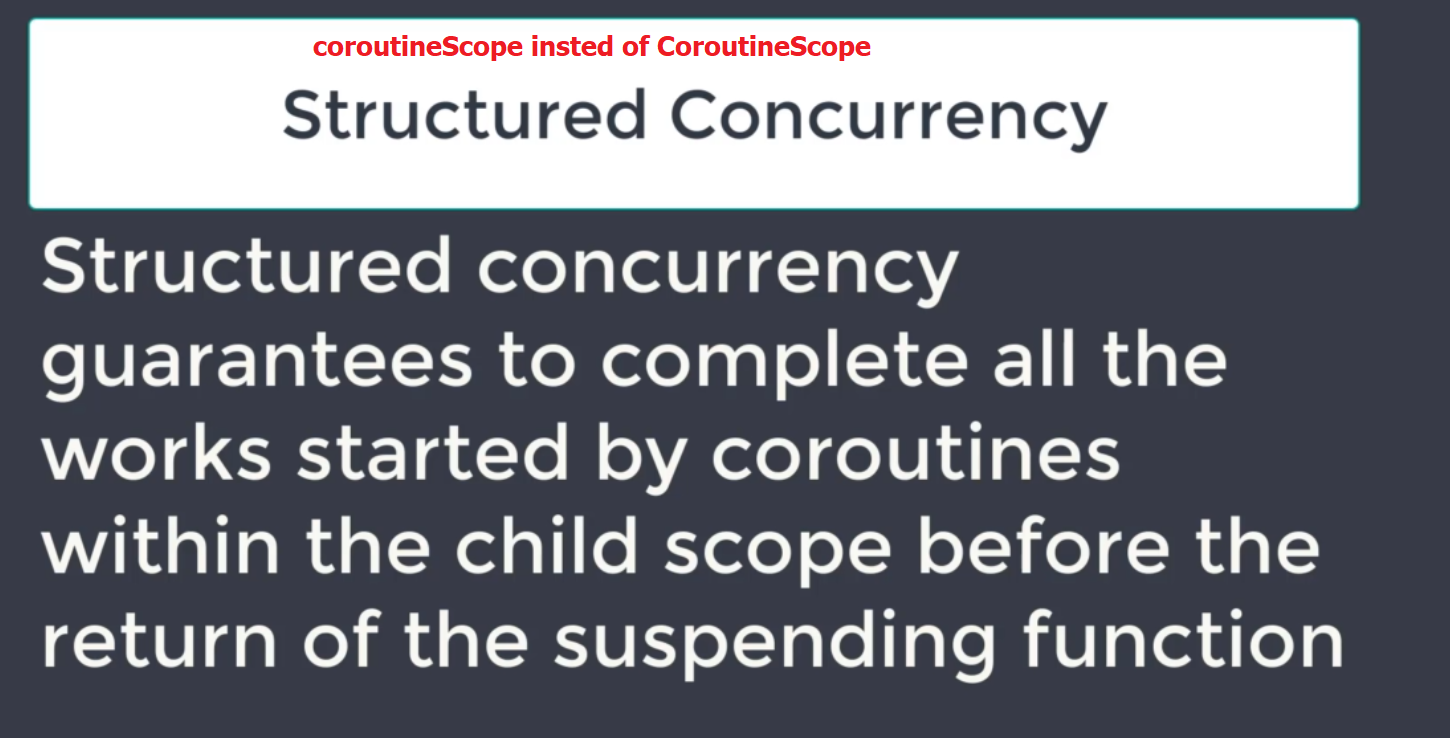 coroutineScope insted of CoroutineScope
Structured Concurrency
Structured concurrency
guarantees to complete all the
works started by coroutines
within the child scope before the
return of the suspending function